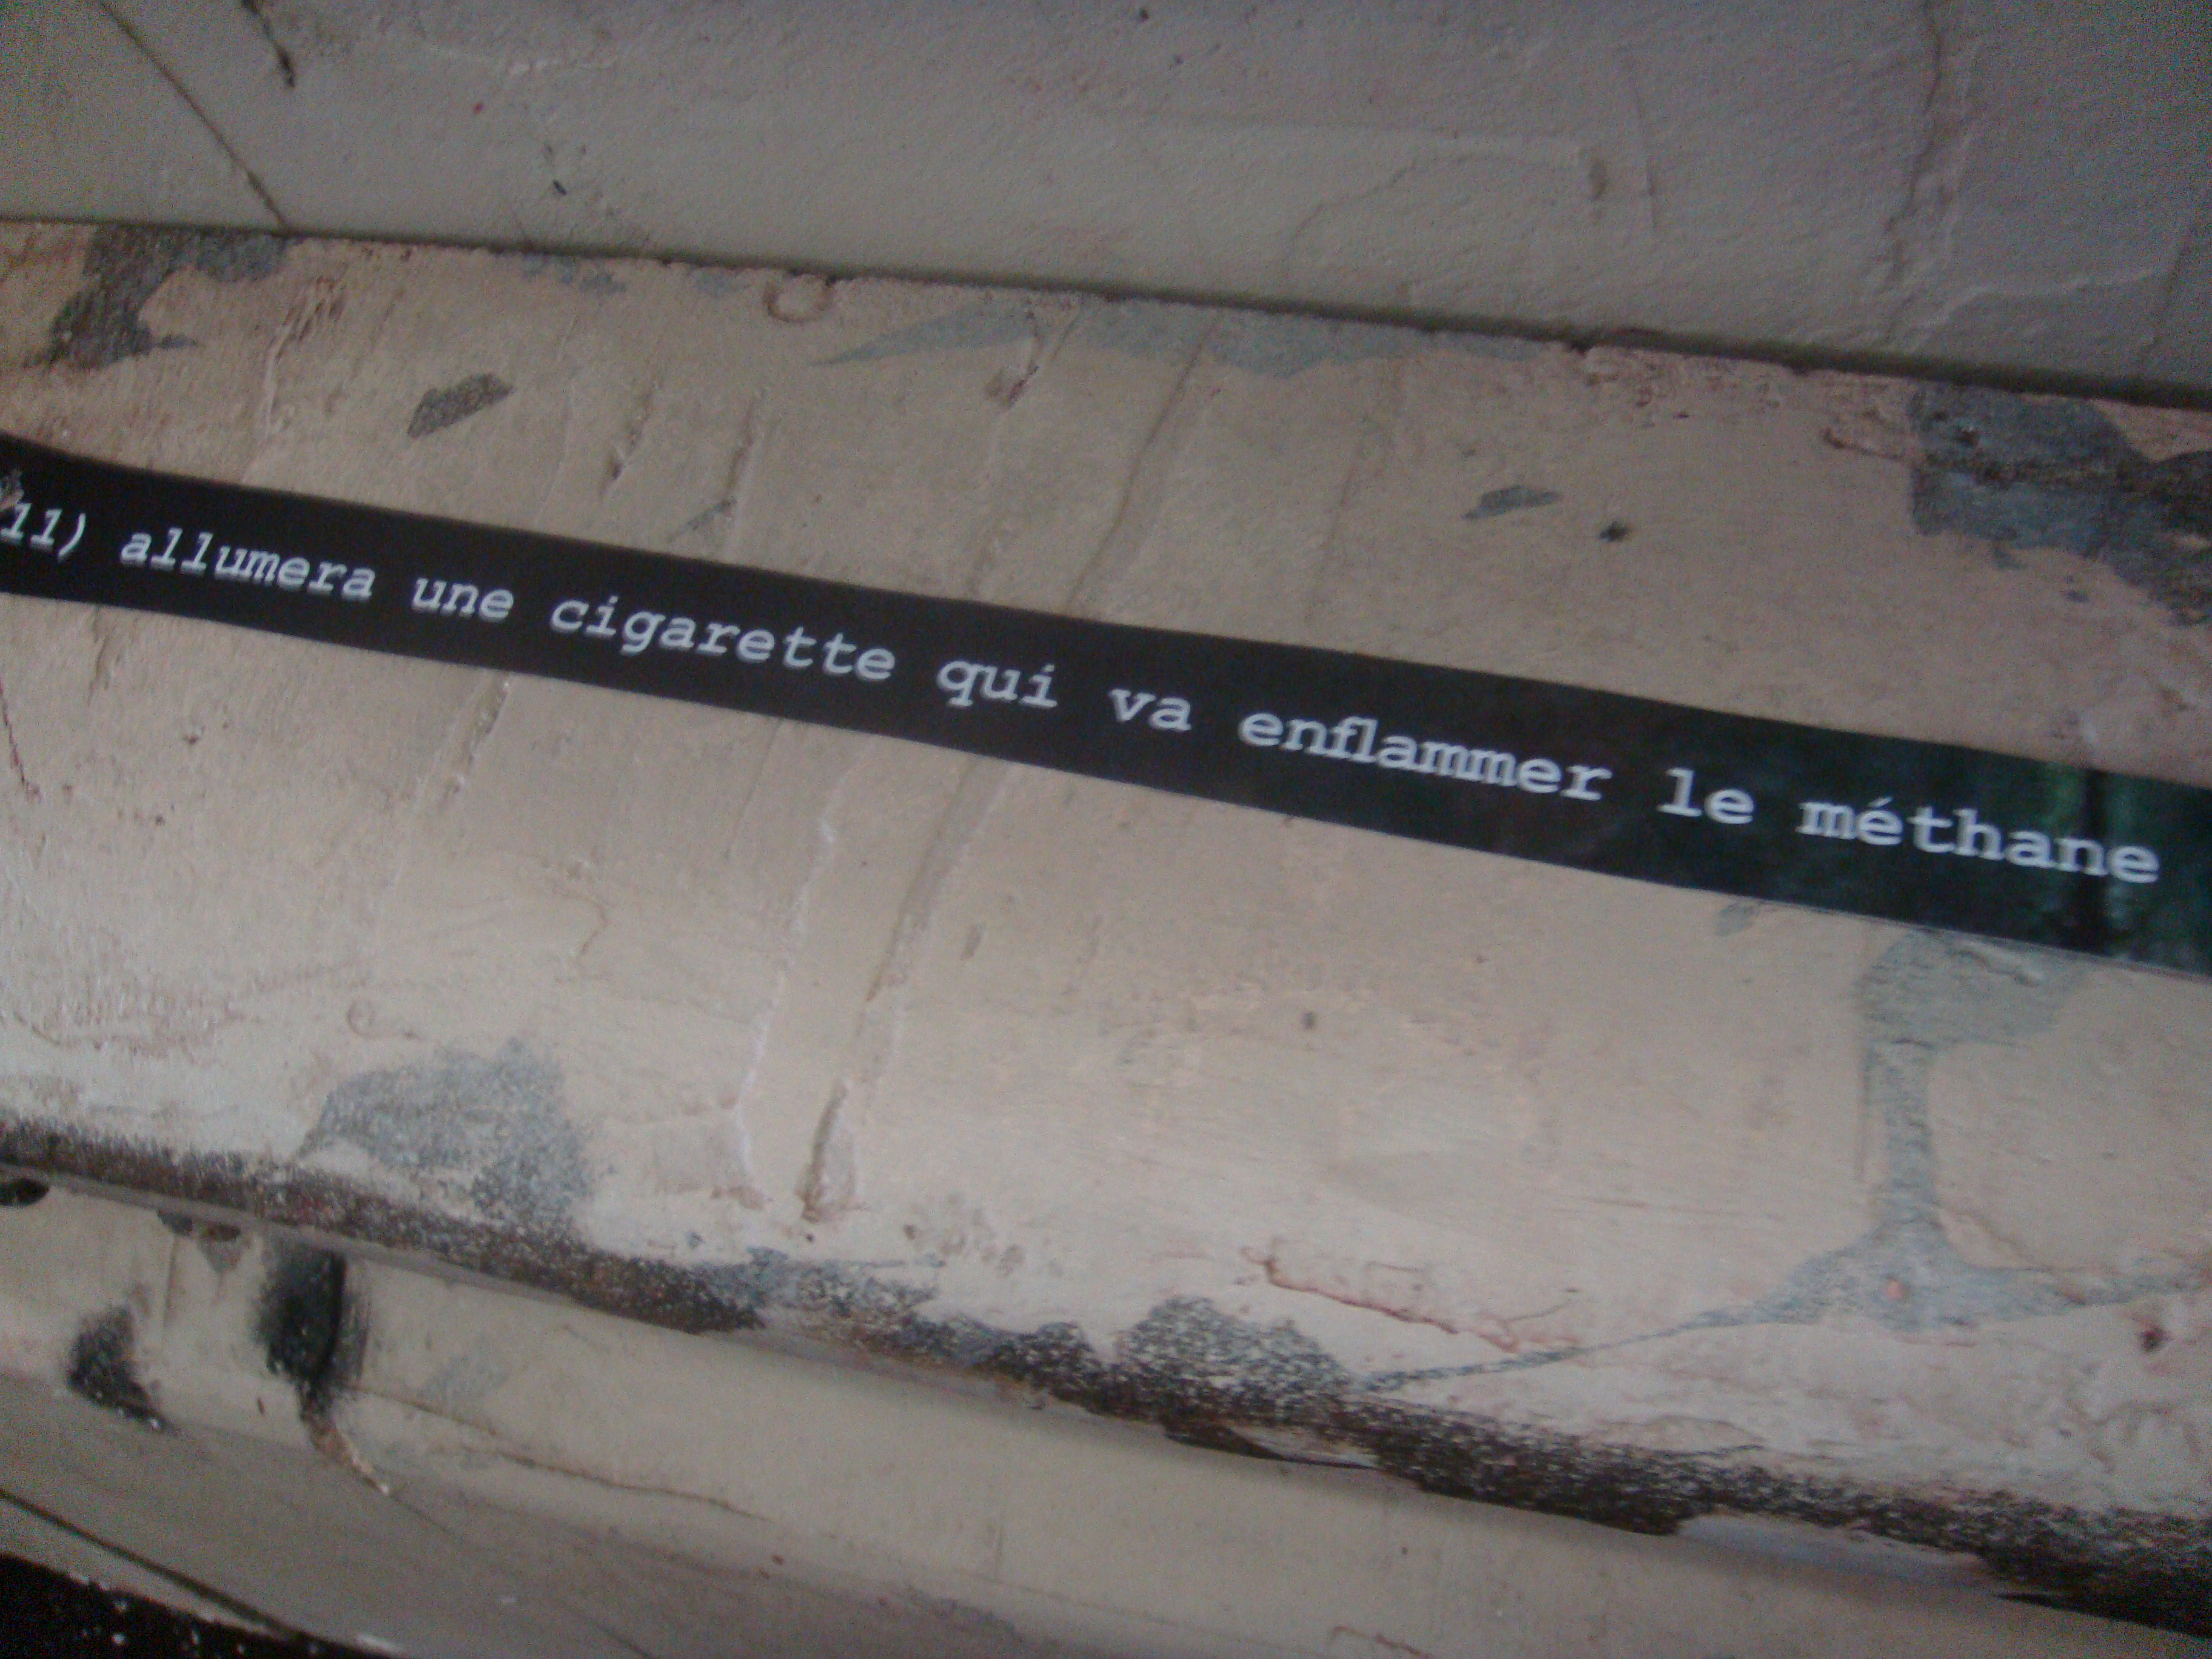 11) allumera une cigarette qui va enflammer le méthane